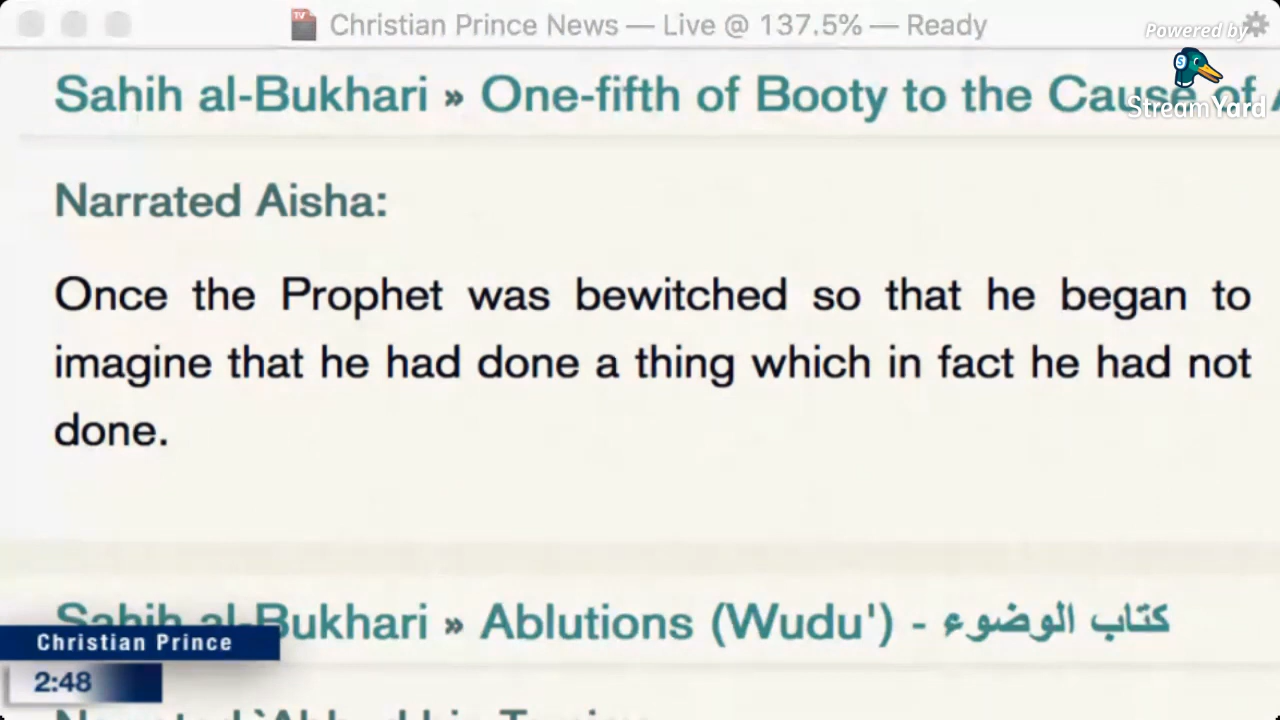 Christian Prince News — Live @ 137.5% — Ready
Powered by
StreamYard
Sahih al-Bukhari » One-fifth of Booty to the Cause of
Narrated Aisha:
Once the Prophet was bewitched so that he began to
imagine that he had done a thing which in fact he had not
done.
Sahih al-Bukhari » Ablutions (Wudu') - كتاب الوضوء
Christian Prince
2:48
Narrated